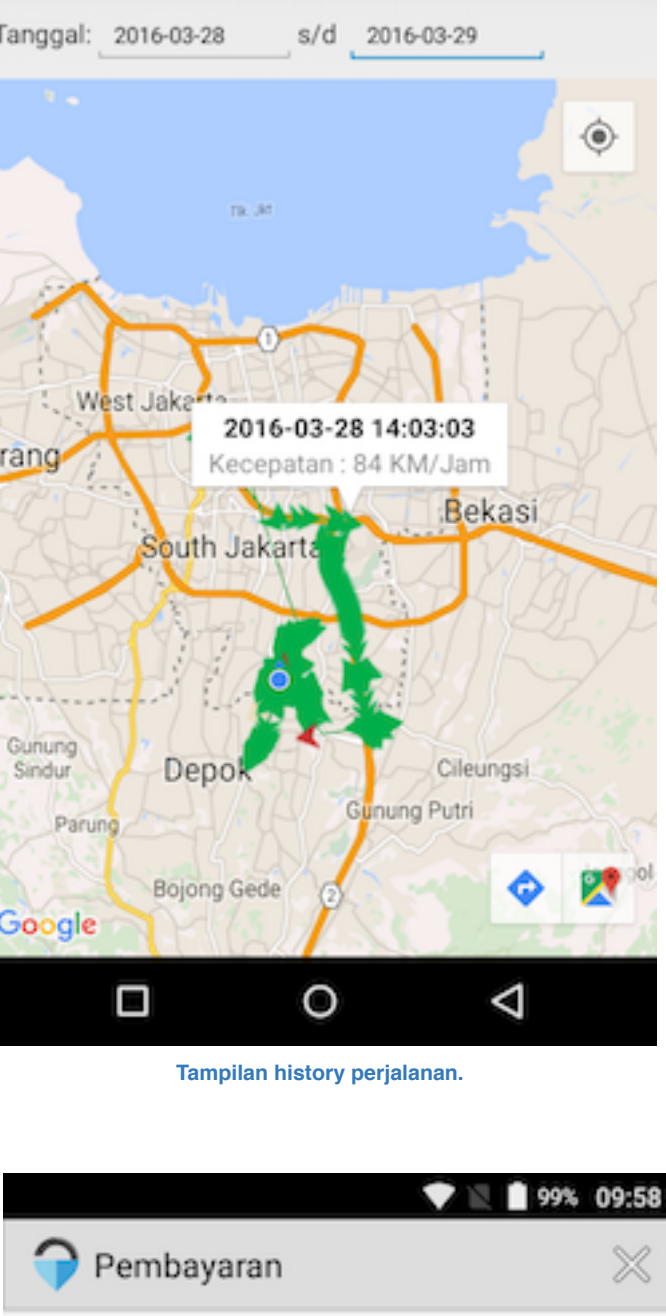 Tanggal: 2016-03-28 s/d 2016-03-29
Tlk. Jkt
1
West Jakarta
2016-03-28 14:03:03
Kecepatan : 84 KM/Jam
rang
Bekasi
South Jakarta
Gunung
Sindur
Depok
Cileungsi
Gunung Putri
Parung
Bojong Gede
2
Google
Tampilan history perjalanan.
99% 09:58
Pembayaran